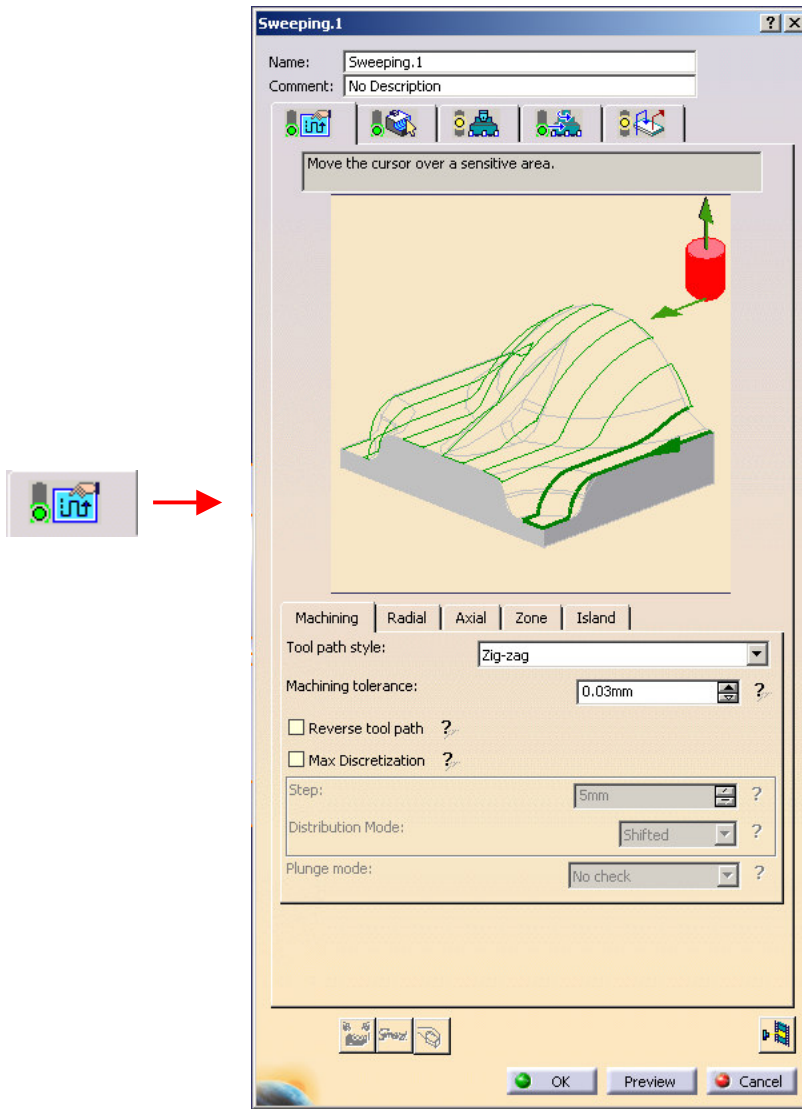 Sweeping.1
Name: Sweeping.1
Comment: No Description
Move the cursor over a sensitive area.
Machining Radial Axial Zone Island
Tool path style: Zig-zag
Machining tolerance: 0.03mm ?
Reverse tool path ?
Max Discretization ?
Step: 5mm ?
Distribution Mode: Shifted ?
Plunge mode: No check ?
OK Preview Cancel